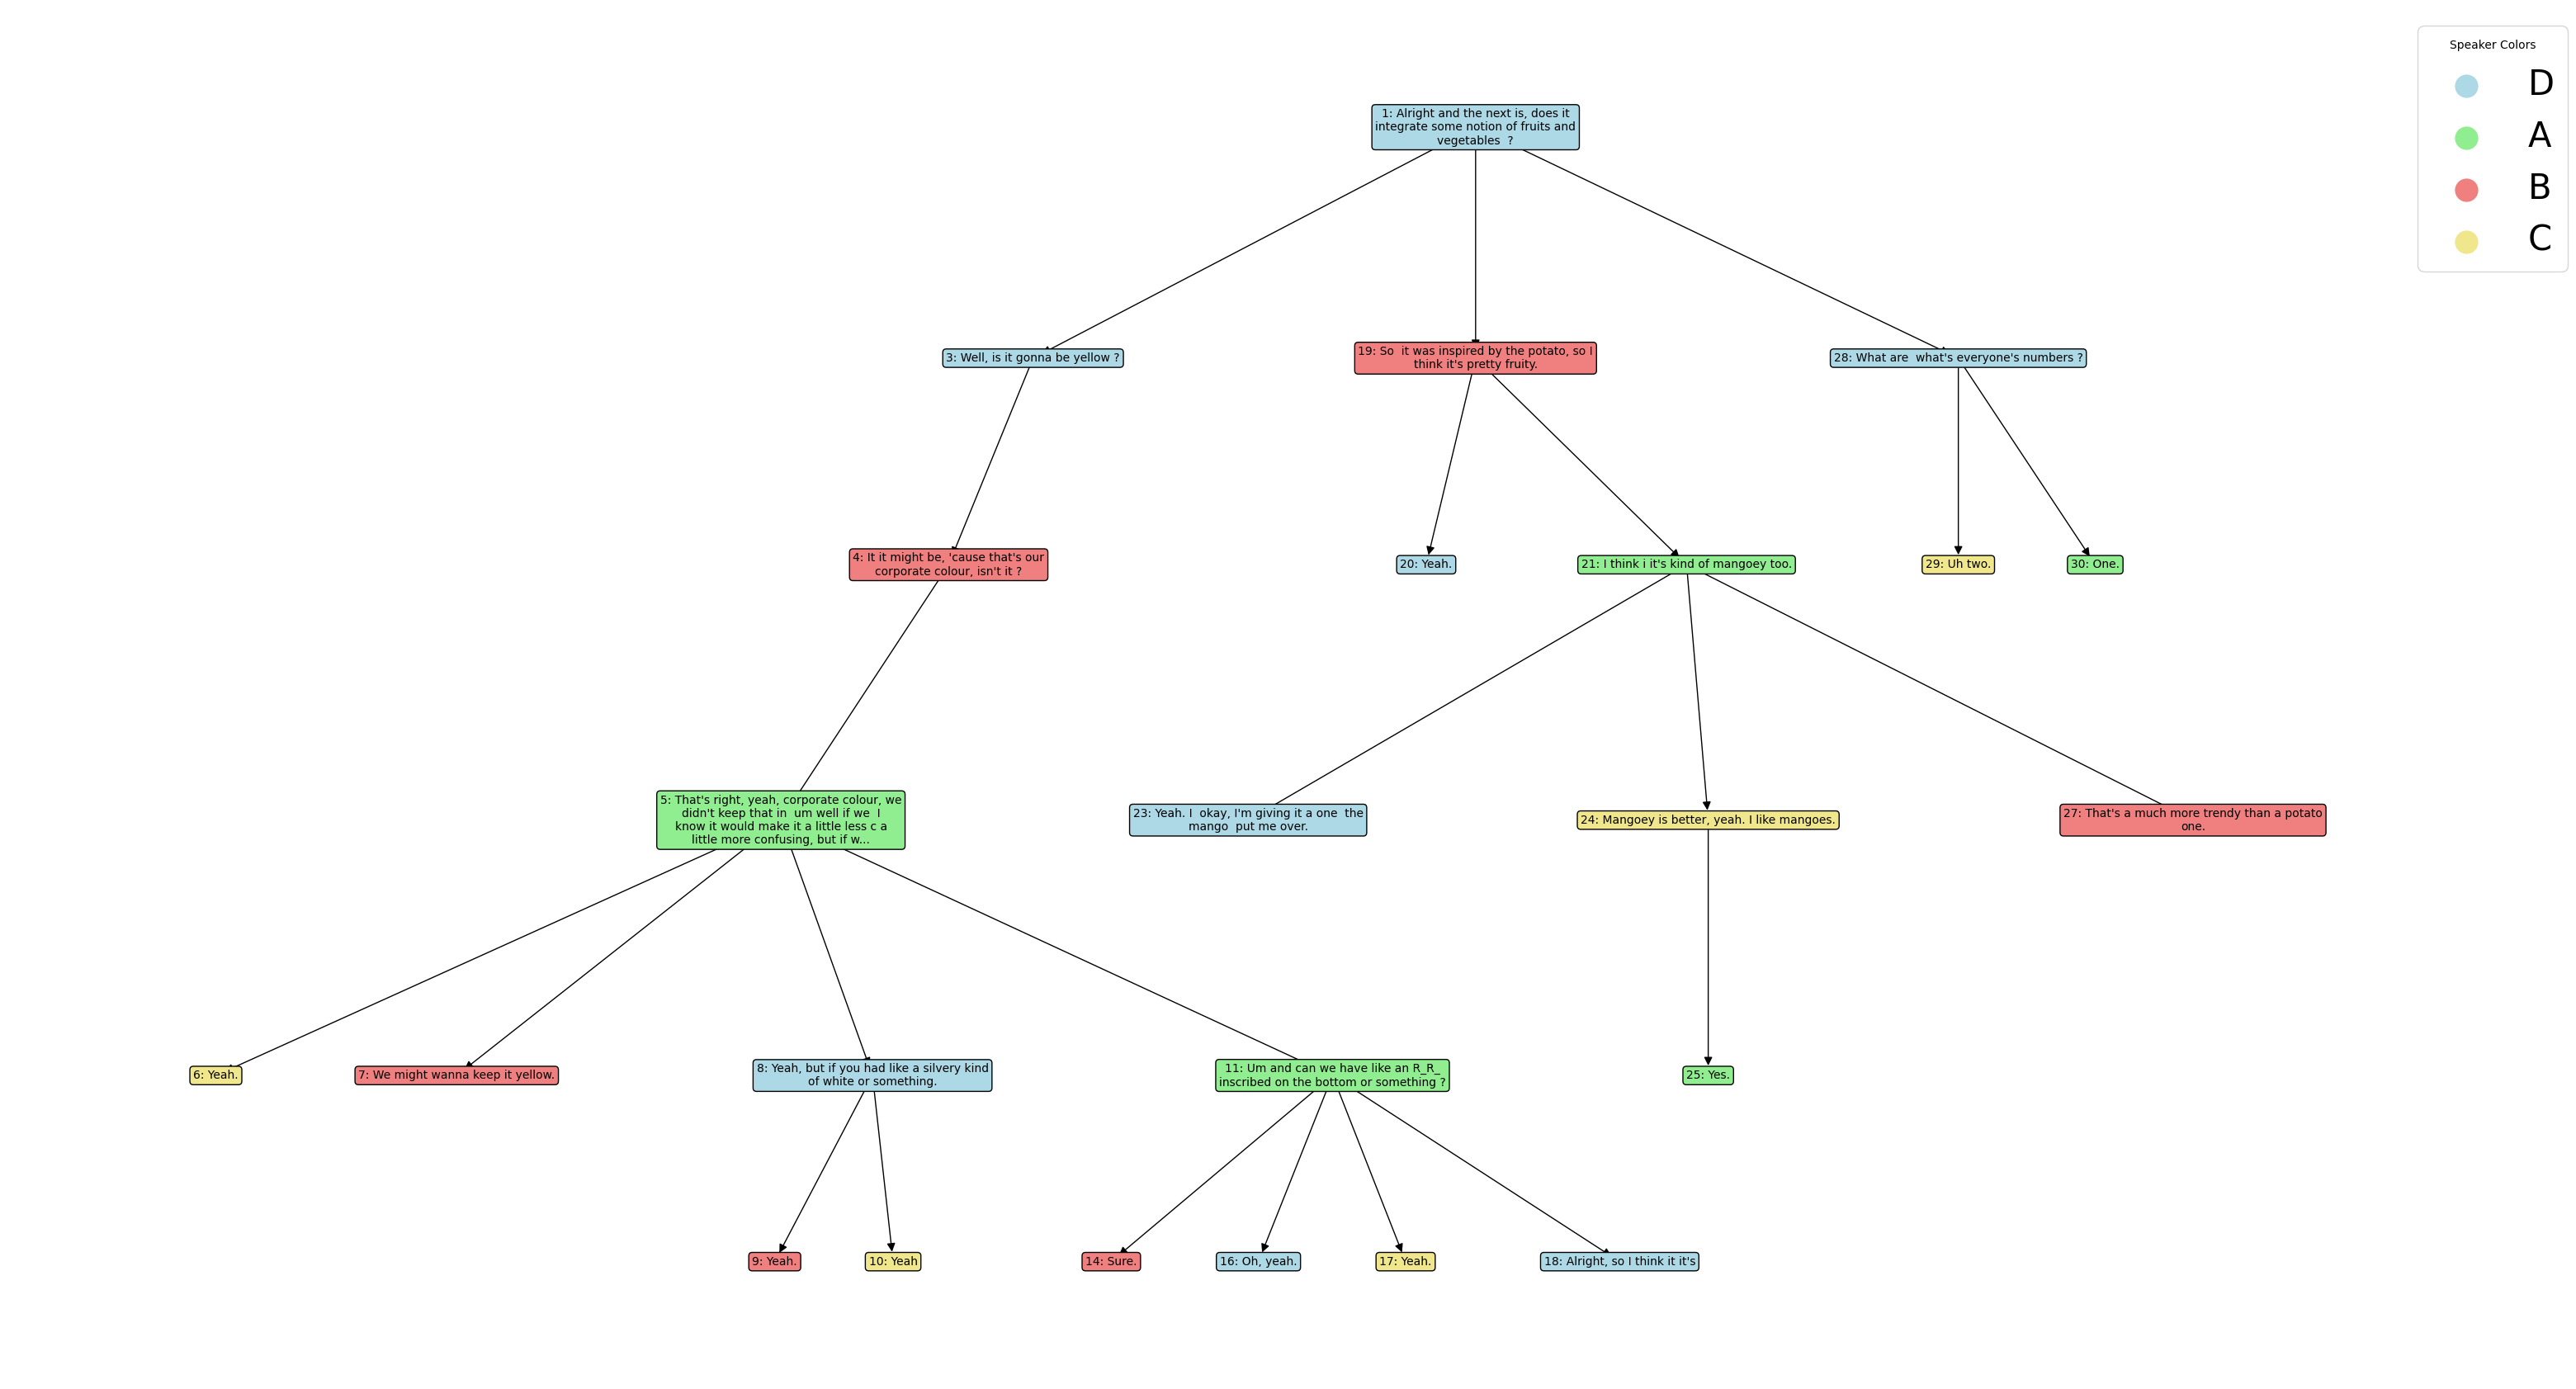 Speaker Colors
D
A
B
C
1: Alright and the next is, does it
integrate some notion of fruits and
vegetables  ?
3: Well, is it gonna be yellow ?
19: So  it was inspired by the potato, so I
think it's pretty fruity.
28: What are  what's everyone's numbers ?
4: It it might be, 'cause that's our
corporate colour, isn't it ?
20: Yeah.
21: I think i it's kind of mangoey too.
29: Uh two.
30: One.
5: That's right, yeah, corporate colour, we
didn't keep that in  um well if we  I
know it would make it a little less c a
little more confusing, but if w...
23: Yeah. I  okay, I'm giving it a one  the
mango  put me over.
24: Mangoey is better, yeah. I like mangoes.
27: That's a much more trendy than a potato
one.
6: Yeah.
7: We might wanna keep it yellow.
8: Yeah, but if you had like a silvery kind
of white or something.
11: Um and can we have like an R_R_
inscribed on the bottom or something ?
25: Yes.
9: Yeah.
10: Yeah
14: Sure.
16: Oh, yeah.
17: Yeah.
18: Alright, so I think it it's